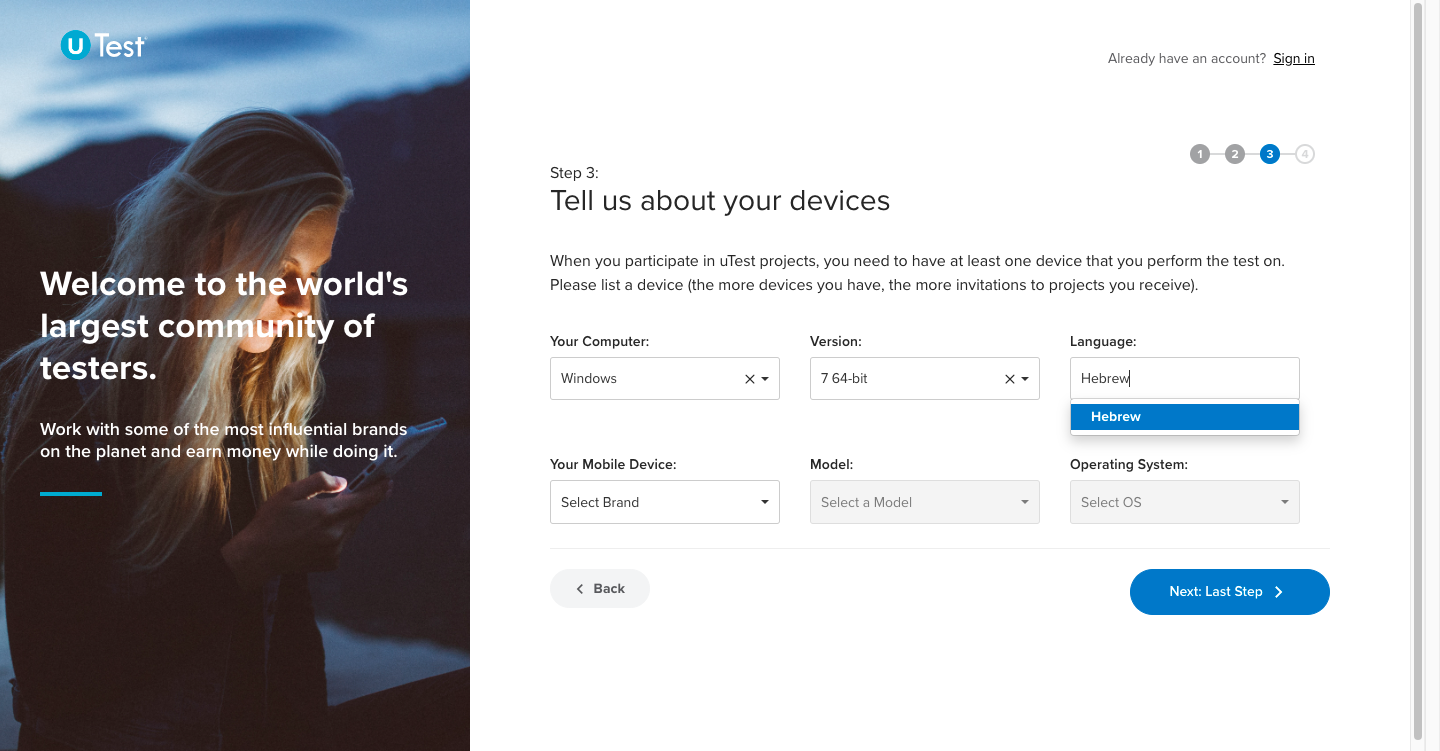 uTest
Already have an account? Sign in
1 2 3 4
Step 3:
Tell us about your devices
Welcome to the world's
largest community of
testers.
Work with some of the most influential brands
on the planet and earn money while doing it.
When you participate in uTest projects, you need to have at least one device that you perform the test on.
Please list a device (the more devices you have, the more invitations to projects you receive).
Your Computer: Version: Language:
Windows 7 64-bit Hebrew
Hebrew
Your Mobile Device: Model: Operating System:
Select Brand Select a Model Select OS
Back Next: Last Step